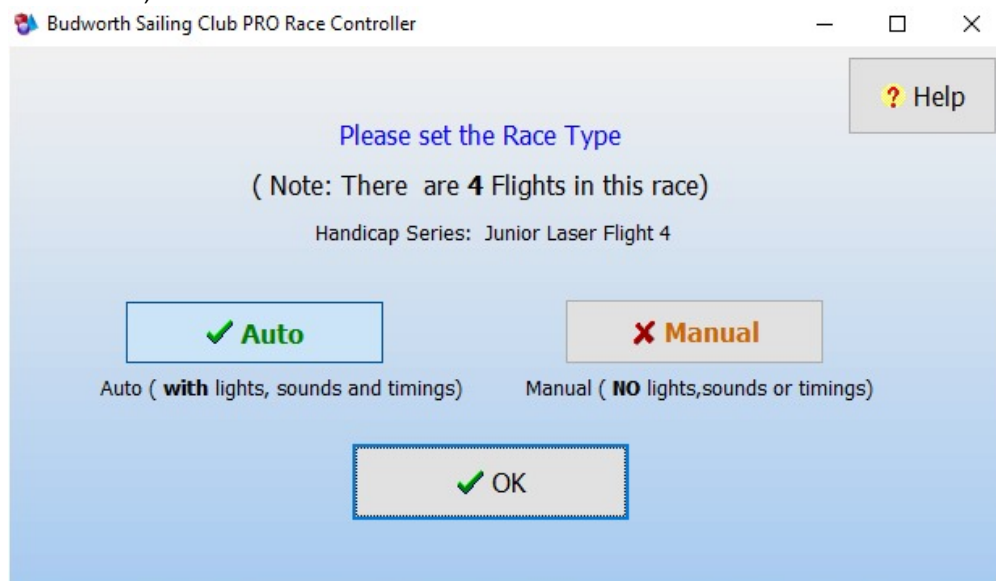 Budworth Sailing Club PRO Race Controller
? Help
Please set the Race Type
( Note: There are 4 Flights in this race)
Handicap Series: Junior Laser Flight 4
Auto
Manual
Auto ( with lights, sounds and timings)
Manual ( NO lights,sounds or timings)
OK